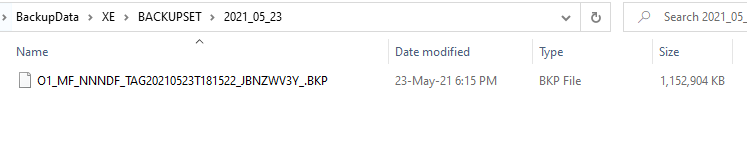 BackupData > XE > BACKUPSET > 2021_05_23 Search 2021_05_
Name Date modified Type Size
O1_MF_NNNDF_TAG20210523T181522_JBNZWV3Y_.BKP 23-May-21 6:15 PM BKP File 1,152,904 KB